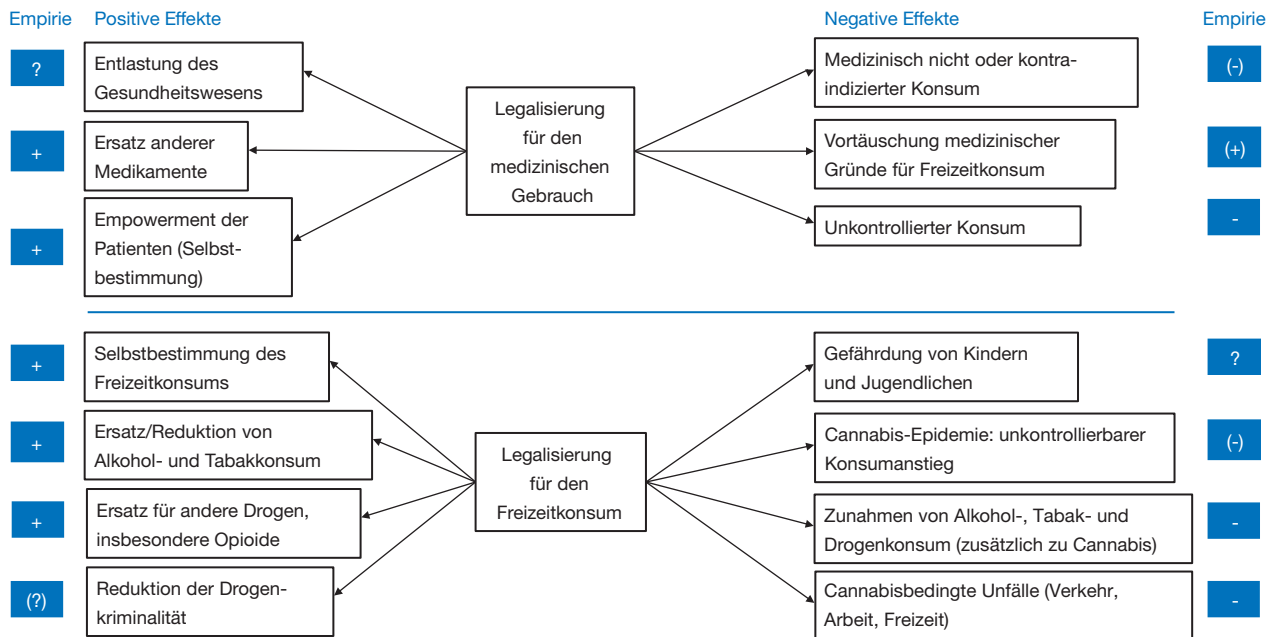 Empirie
Positive Effekte
Negative Effekte
Empirie
?
Entlastung des
Gesundheitswesens
+
Ersatz anderer
Medikamente
+
Empowerment der
Patienten (Selbst-
bestimmung)
Legalisierung
für den
medizinischen
Gebrauch
Medizinisch nicht oder kontra-
indizierter Konsum
(-)
Vortäuschung medizinischer
Gründe für Freizeitkonsum
(+)
Unkontrollierter Konsum
-
+
Selbstbestimmung des
Freizeitkonsums
+
Ersatz/Reduktion von
Alkohol- und Tabakkonsum
+
Ersatz für andere Drogen,
insbesondere Opioide
(?)
Reduktion der Drogen-
kriminalität
Legalisierung
für den
Freizeitkonsum
Gefährdung von Kindern
und Jugendlichen
?
Cannabis-Epidemie: unkontrollierbarer
Konsumanstieg
(-)
Zunahmen von Alkohol-, Tabak- und
Drogenkonsum (zusätzlich zu Cannabis)
-
Cannabisbedingte Unfälle (Verkehr,
Arbeit, Freizeit)
-